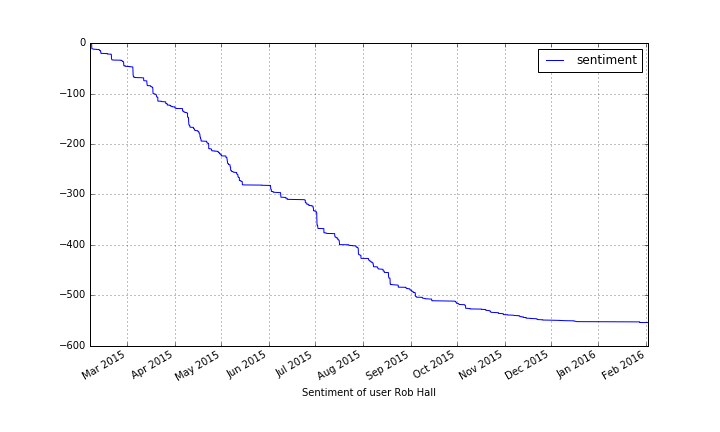 0
−100
−200
−300
−400
−500
−600
sentiment
Mar 2015
Apr 2015
May 2015
Jun 2015
Jul 2015
Aug 2015
Sep 2015
Oct 2015
Nov 2015
Dec 2015
Jan 2016
Feb 2016
Sentiment of user Rob Hall